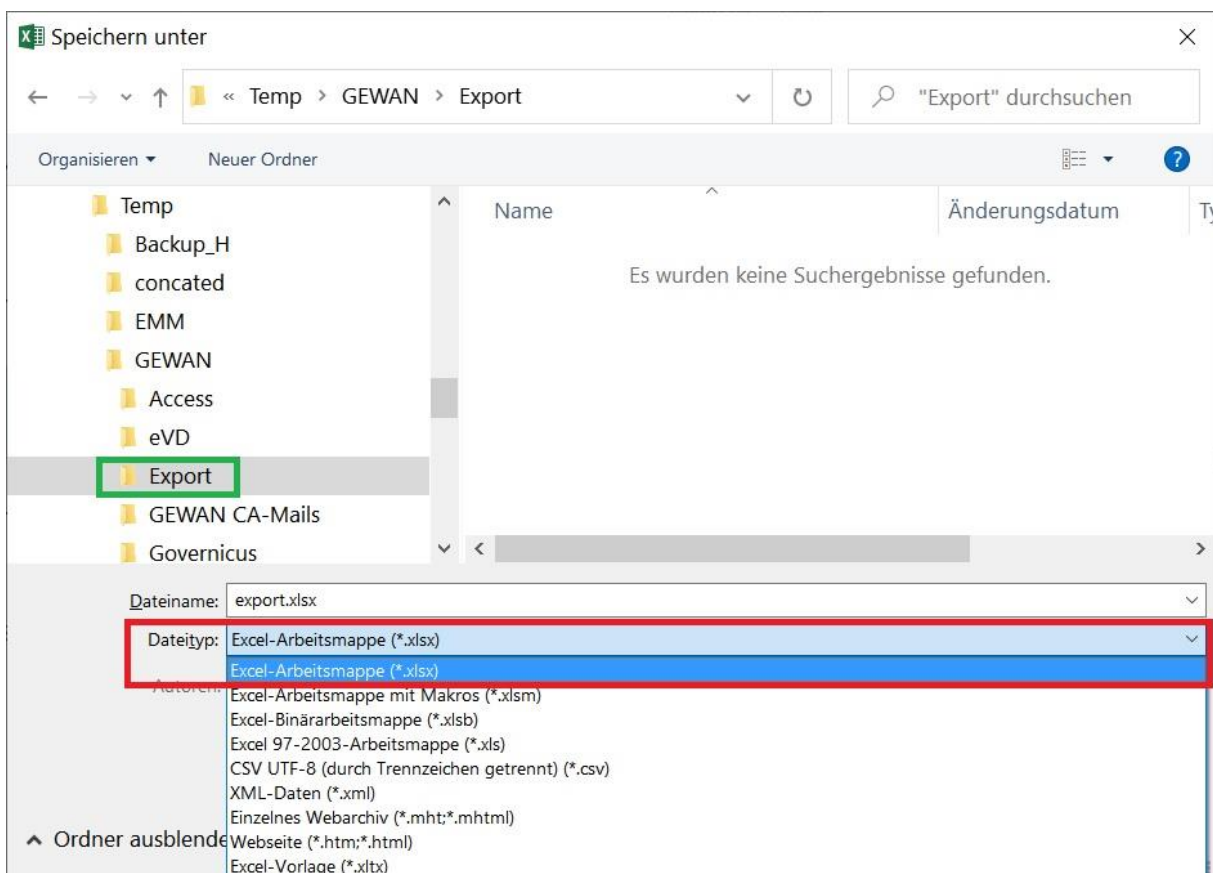 Speichern unter
« Temp > GEWAN > Export
"Export" durchsuchen
Organisieren
Neuer Ordner
Temp
Backup_H
concated
EMM
GEWAN
Access
eVD
Export
GEWAN CA-Mails
Governicus
Name
Änderungsdatum
Es wurden keine Suchergebnisse gefunden.
Dateiname: export.xlsx
Dateityp: Excel-Arbeitsmappe (*.xlsx)
Excel-Arbeitsmappe (*.xlsx)
Autoren:
Excel-Arbeitsmappe mit Makros (*.xlsm)
Excel-Binärarbeitsmappe (*.xlsb)
Excel 97-2003-Arbeitsmappe (*.xls)
CSV UTF-8 (durch Trennzeichen getrennt) (*.csv)
XML-Daten (*.xml)
Einzelnes Webarchiv (*.mht;*.mhtml)
Ordner ausblende
Webseite (*.htm;*.html)
Excel-Vorlage (*.xltx)